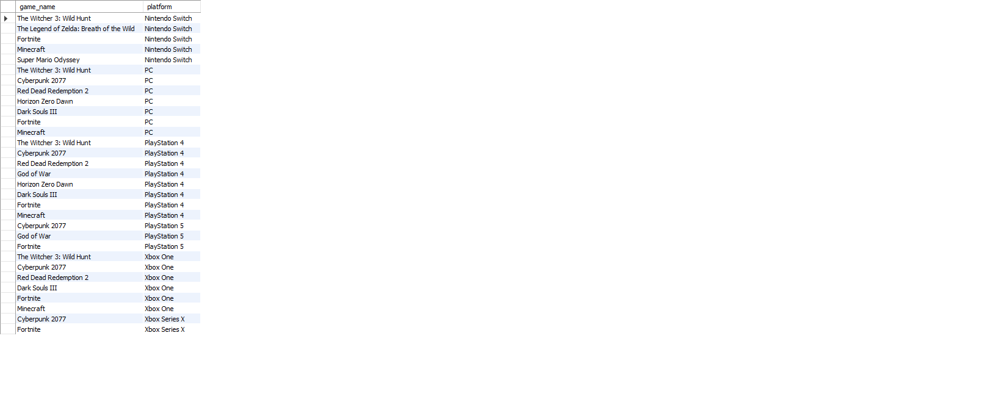 game_name platform
The Witcher 3: Wild Hunt Nintendo Switch
The Legend of Zelda: Breath of the Wild Nintendo Switch
Fortnite Nintendo Switch
Minecraft Nintendo Switch
Super Mario Odyssey Nintendo Switch
The Witcher 3: Wild Hunt PC
Cyberpunk 2077 PC
Red Dead Redemption 2 PC
Horizon Zero Dawn PC
Dark Souls III PC
Fortnite PC
Minecraft PC
The Witcher 3: Wild Hunt PlayStation 4
Cyberpunk 2077 PlayStation 4
Red Dead Redemption 2 PlayStation 4
God of War PlayStation 4
Horizon Zero Dawn PlayStation 4
Dark Souls III PlayStation 4
Fortnite PlayStation 4
Minecraft PlayStation 4
Cyberpunk 2077 PlayStation 5
God of War PlayStation 5
Fortnite PlayStation 5
The Witcher 3: Wild Hunt Xbox One
Cyberpunk 2077 Xbox One
Red Dead Redemption 2 Xbox One
Dark Souls III Xbox One
Fortnite Xbox One
Minecraft Xbox One
Cyberpunk 2077 Xbox Series X
Fortnite Xbox Series X